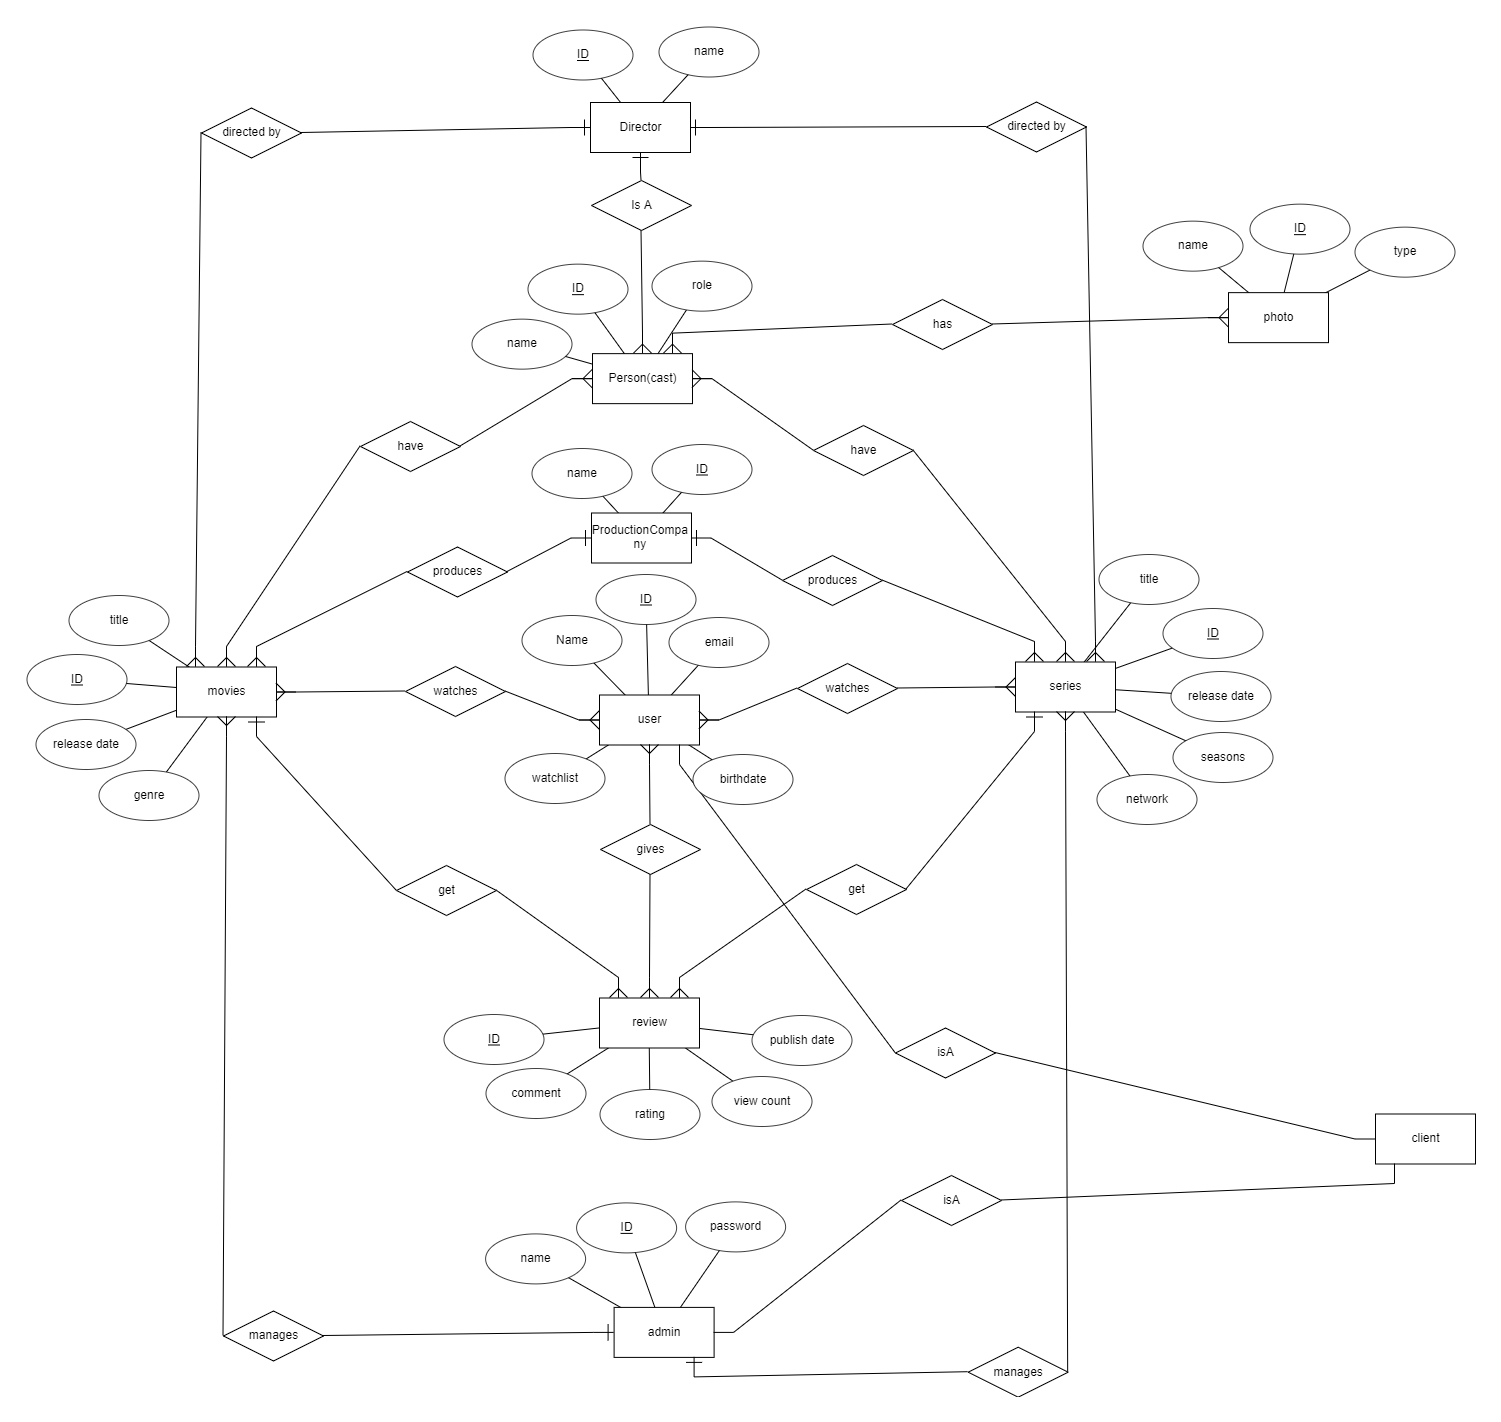 ID
name
directed by
Director
directed by
Is A
name
ID
type
ID
role
has
photo
name
Person(cast)
have
have
name
ID
ProductionCompa
ny
produces
produces
title
ID
title
Name
email
ID
ID
movies
watches
user
watches
series
release date
release date
watchlist
birthdate
seasons
genre
network
gives
get
get
review
ID
publish date
isA
comment
view count
rating
client
isA
ID
password
name
admin
manages
manages